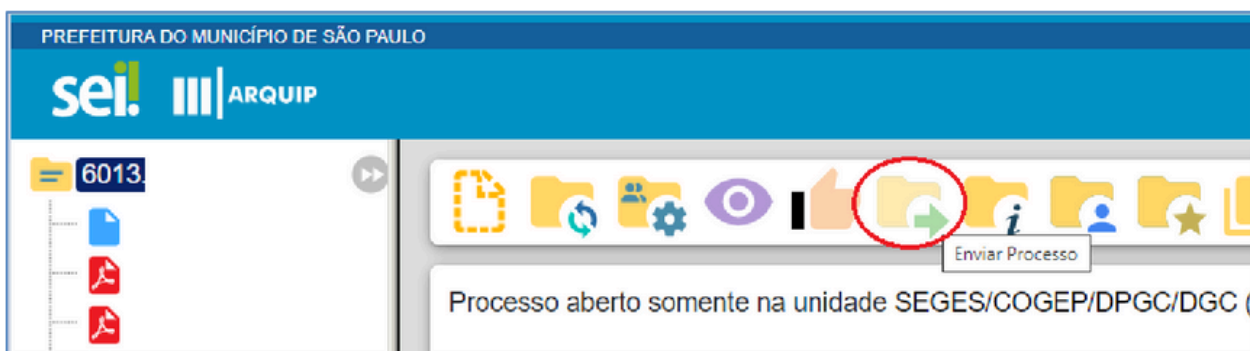 PREFEITURA DO MUNICÍPIO DE SÃO PAULO
sei! ARQUIP
6013.
Enviar Processo
Processo aberto somente na unidade SEGES/COGEP/DPGC/DGC (